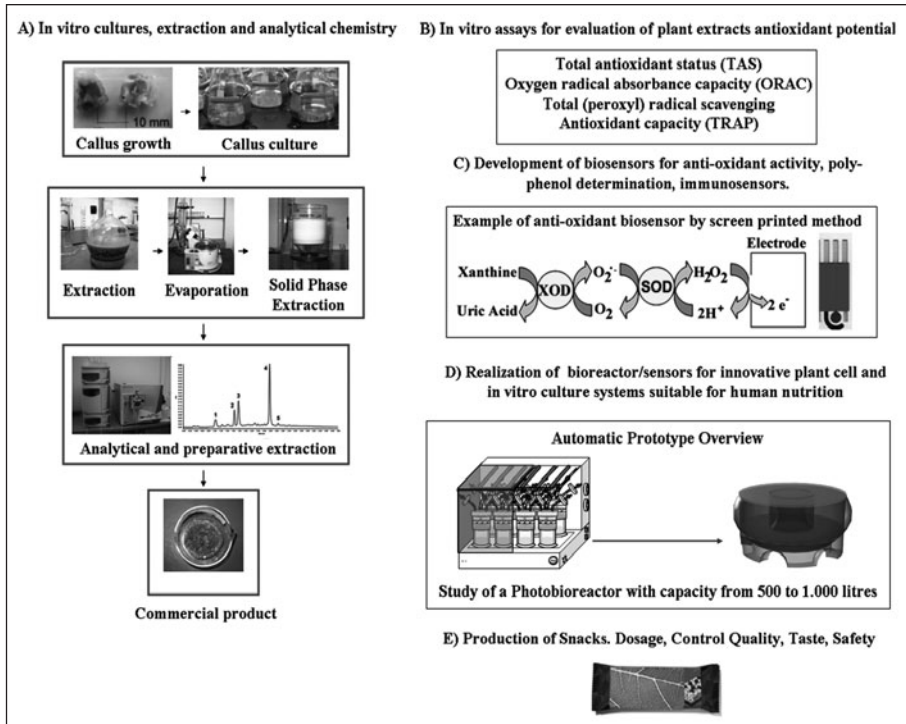 A) In vitro cultures, extraction and analytical chemistry
10 mm
Callus growth
Callus culture
Extraction
Evaporation
Solid Phase
Extraction
1
2
3
4
5
Analytical and preparative extraction
Commercial product
B) In vitro assays for evaluation of plant extracts antioxidant potential
Total antioxidant status (TAS)
Oxygen radical absorbance capacity (ORAC)
Total (peroxyl) radical scavenging
Antioxidant capacity (TRAP)
C) Development of biosensors for anti-oxidant activity, poly-
phenol determination, immunosensors.
Example of anti-oxidant biosensor by screen printed method
Electrode
Xanthine
XOD
O₂·⁻
SOD
H₂O₂
Uric Acid
O₂
2H⁺
2 e⁻
D) Realization of bioreactor/sensors for innovative plant cell and
in vitro culture systems suitable for human nutrition
Automatic Prototype Overview
Study of a Photobioreactor with capacity from 500 to 1.000 litres
E) Production of Snacks. Dosage, Control Quality, Taste, Safety